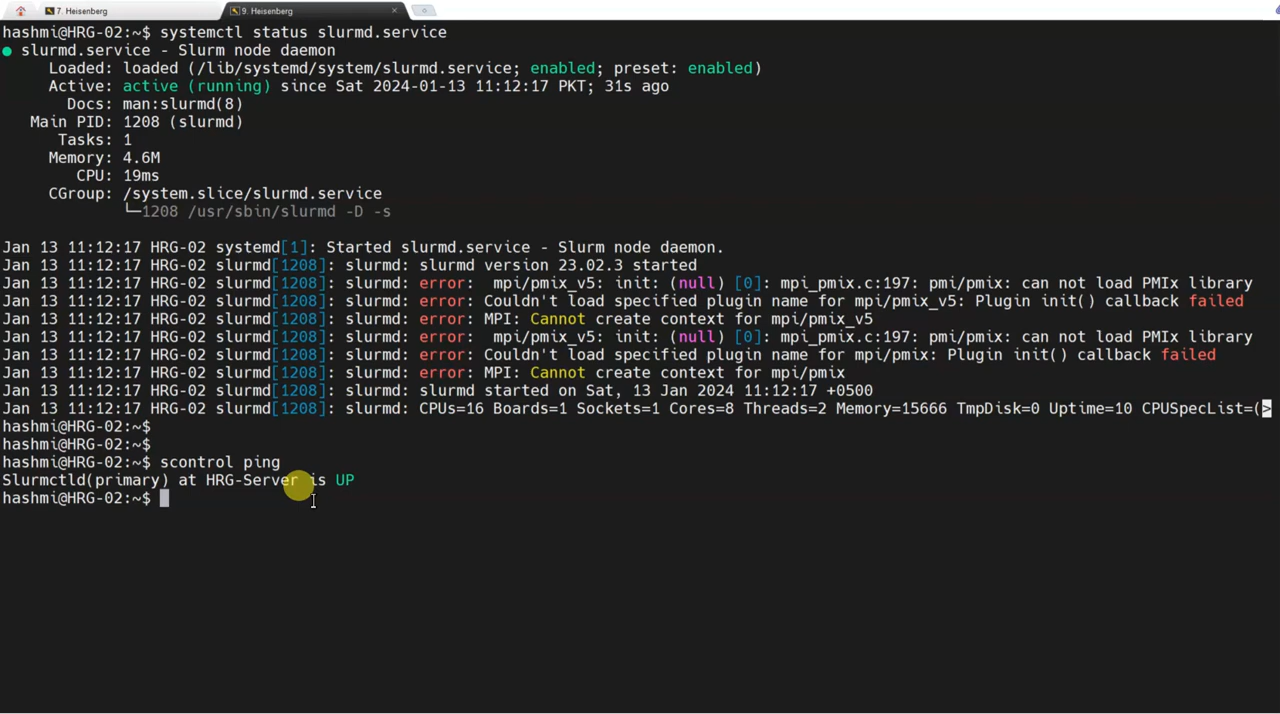 7. Heisenberg
9. Heisenberg
hashmi@HRG-02:~$ systemctl status slurmd.service
● slurmd.service - Slurm node daemon
Loaded: loaded (/lib/systemd/system/slurmd.service; enabled; preset: enabled)
Active: active (running) since Sat 2024-01-13 11:12:17 PKT; 31s ago
Docs: man:slurmd(8)
Main PID: 1208 (slurmd)
Tasks: 1
Memory: 4.6M
CPU: 19ms
CGroup: /system.slice/slurmd.service
└─1208 /usr/sbin/slurmd -D -s
Jan 13 11:12:17 HRG-02 systemd[1]: Started slurmd.service - Slurm node daemon.
Jan 13 11:12:17 HRG-02 slurmd[1208]: slurmd: slurmd version 23.02.3 started
Jan 13 11:12:17 HRG-02 slurmd[1208]: slurmd: error:  mpi/pmix_v5: init: (null) [0]: mpi_pmix.c:197: pmi/pmix: can not load PMIx library
Jan 13 11:12:17 HRG-02 slurmd[1208]: slurmd: error: Couldn't load specified plugin name for mpi/pmix_v5: Plugin init() callback failed
Jan 13 11:12:17 HRG-02 slurmd[1208]: slurmd: error: MPI: Cannot create context for mpi/pmix_v5
Jan 13 11:12:17 HRG-02 slurmd[1208]: slurmd: error:  mpi/pmix_v5: init: (null) [0]: mpi_pmix.c:197: pmi/pmix: can not load PMIx library
Jan 13 11:12:17 HRG-02 slurmd[1208]: slurmd: error: Couldn't load specified plugin name for mpi/pmix: Plugin init() callback failed
Jan 13 11:12:17 HRG-02 slurmd[1208]: slurmd: error: MPI: Cannot create context for mpi/pmix
Jan 13 11:12:17 HRG-02 slurmd[1208]: slurmd: slurmd started on Sat, 13 Jan 2024 11:12:17 +0500
Jan 13 11:12:17 HRG-02 slurmd[1208]: slurmd: CPUs=16 Boards=1 Sockets=1 Cores=8 Threads=2 Memory=15666 TmpDisk=0 Uptime=10 CPUSpecList=(>
hashmi@HRG-02:~$
hashmi@HRG-02:~$
hashmi@HRG-02:~$ scontrol ping
Slurmctld(primary) at HRG-Server is UP
hashmi@HRG-02:~$